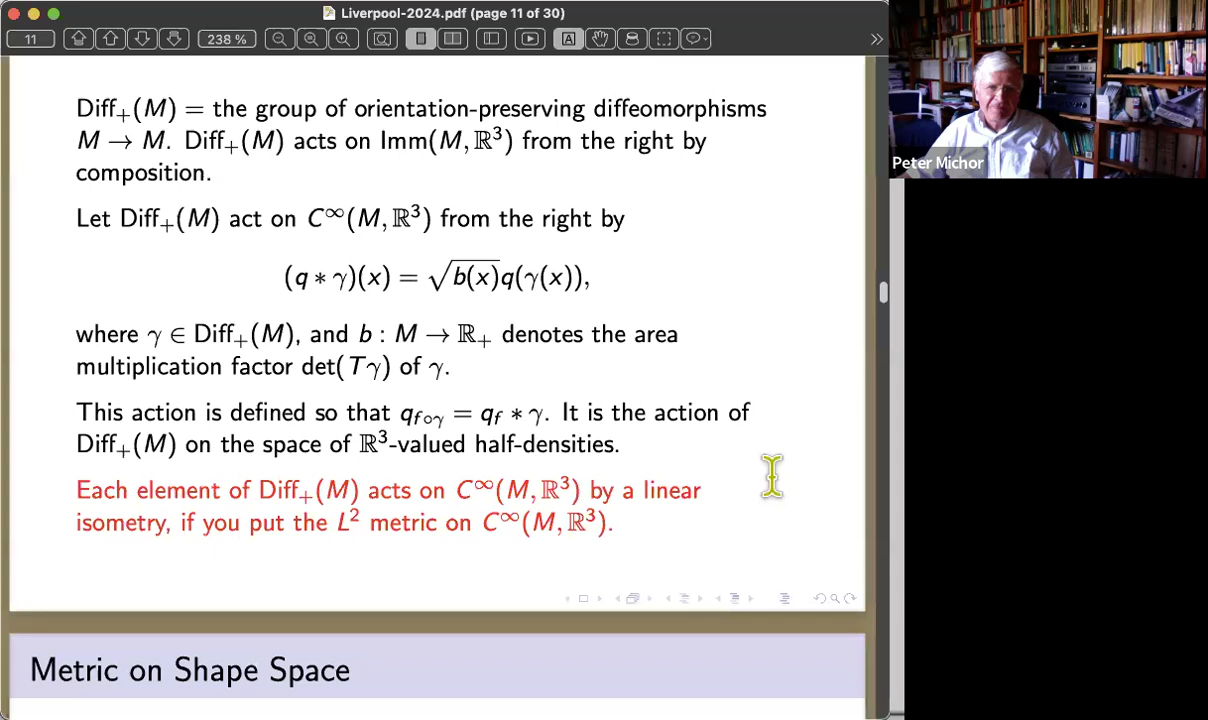 Liverpool-2024.pdf (page 11 of 30)
11
238 %
A
Diff₊(M) = the group of orientation-preserving diffeomorphisms
M → M. Diff₊(M) acts on Imm(M, ℝ³) from the right by
composition.
Let Diff₊(M) act on C^∞(M, ℝ³) from the right by
(q ∗ γ)(x) = √b(x)q(γ(x)),
where γ ∈ Diff₊(M), and b : M → ℝ₊ denotes the area
multiplication factor det(Tγ) of γ.
This action is defined so that q_{f∘γ} = q_f ∗ γ. It is the action of
Diff₊(M) on the space of ℝ³-valued half-densities.
Each element of Diff₊(M) acts on C^∞(M, ℝ³) by a linear
isometry, if you put the L² metric on C^∞(M, ℝ³).
Metric on Shape Space
Peter Michor